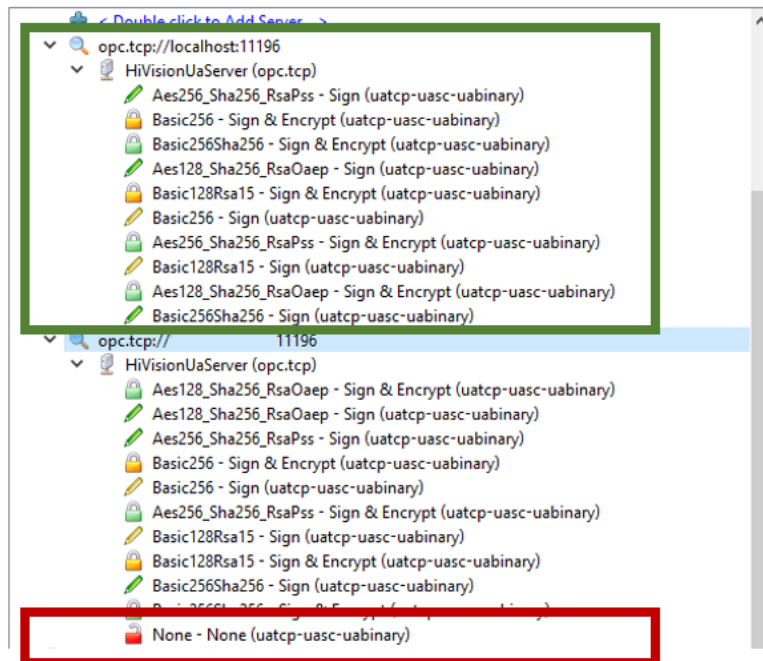 < Double click to Add Server... >
opc.tcp://localhost:11196
HiVisionUaServer (opc.tcp)
Aes256_Sha256_RsaPss - Sign (uatcp-uasc-uabinary)
Basic256 - Sign & Encrypt (uatcp-uasc-uabinary)
Basic256Sha256 - Sign & Encrypt (uatcp-uasc-uabinary)
Aes128_Sha256_RsaOaep - Sign (uatcp-uasc-uabinary)
Basic128Rsa15 - Sign & Encrypt (uatcp-uasc-uabinary)
Basic256 - Sign (uatcp-uasc-uabinary)
Aes256_Sha256_RsaPss - Sign & Encrypt (uatcp-uasc-uabinary)
Basic128Rsa15 - Sign (uatcp-uasc-uabinary)
Aes128_Sha256_RsaOaep - Sign & Encrypt (uatcp-uasc-uabinary)
Basic256Sha256 - Sign (uatcp-uasc-uabinary)
opc.tcp:// 11196
HiVisionUaServer (opc.tcp)
Aes128_Sha256_RsaOaep - Sign & Encrypt (uatcp-uasc-uabinary)
Aes128_Sha256_RsaOaep - Sign (uatcp-uasc-uabinary)
Aes256_Sha256_RsaPss - Sign (uatcp-uasc-uabinary)
Basic256 - Sign & Encrypt (uatcp-uasc-uabinary)
Basic256 - Sign (uatcp-uasc-uabinary)
Aes256_Sha256_RsaPss - Sign & Encrypt (uatcp-uasc-uabinary)
Basic128Rsa15 - Sign (uatcp-uasc-uabinary)
Basic128Rsa15 - Sign & Encrypt (uatcp-uasc-uabinary)
Basic256Sha256 - Sign (uatcp-uasc-uabinary)
Basic256Sha256 - Sign & Encrypt (uatcp-uasc-uabinary)
None - None (uatcp-uasc-uabinary)